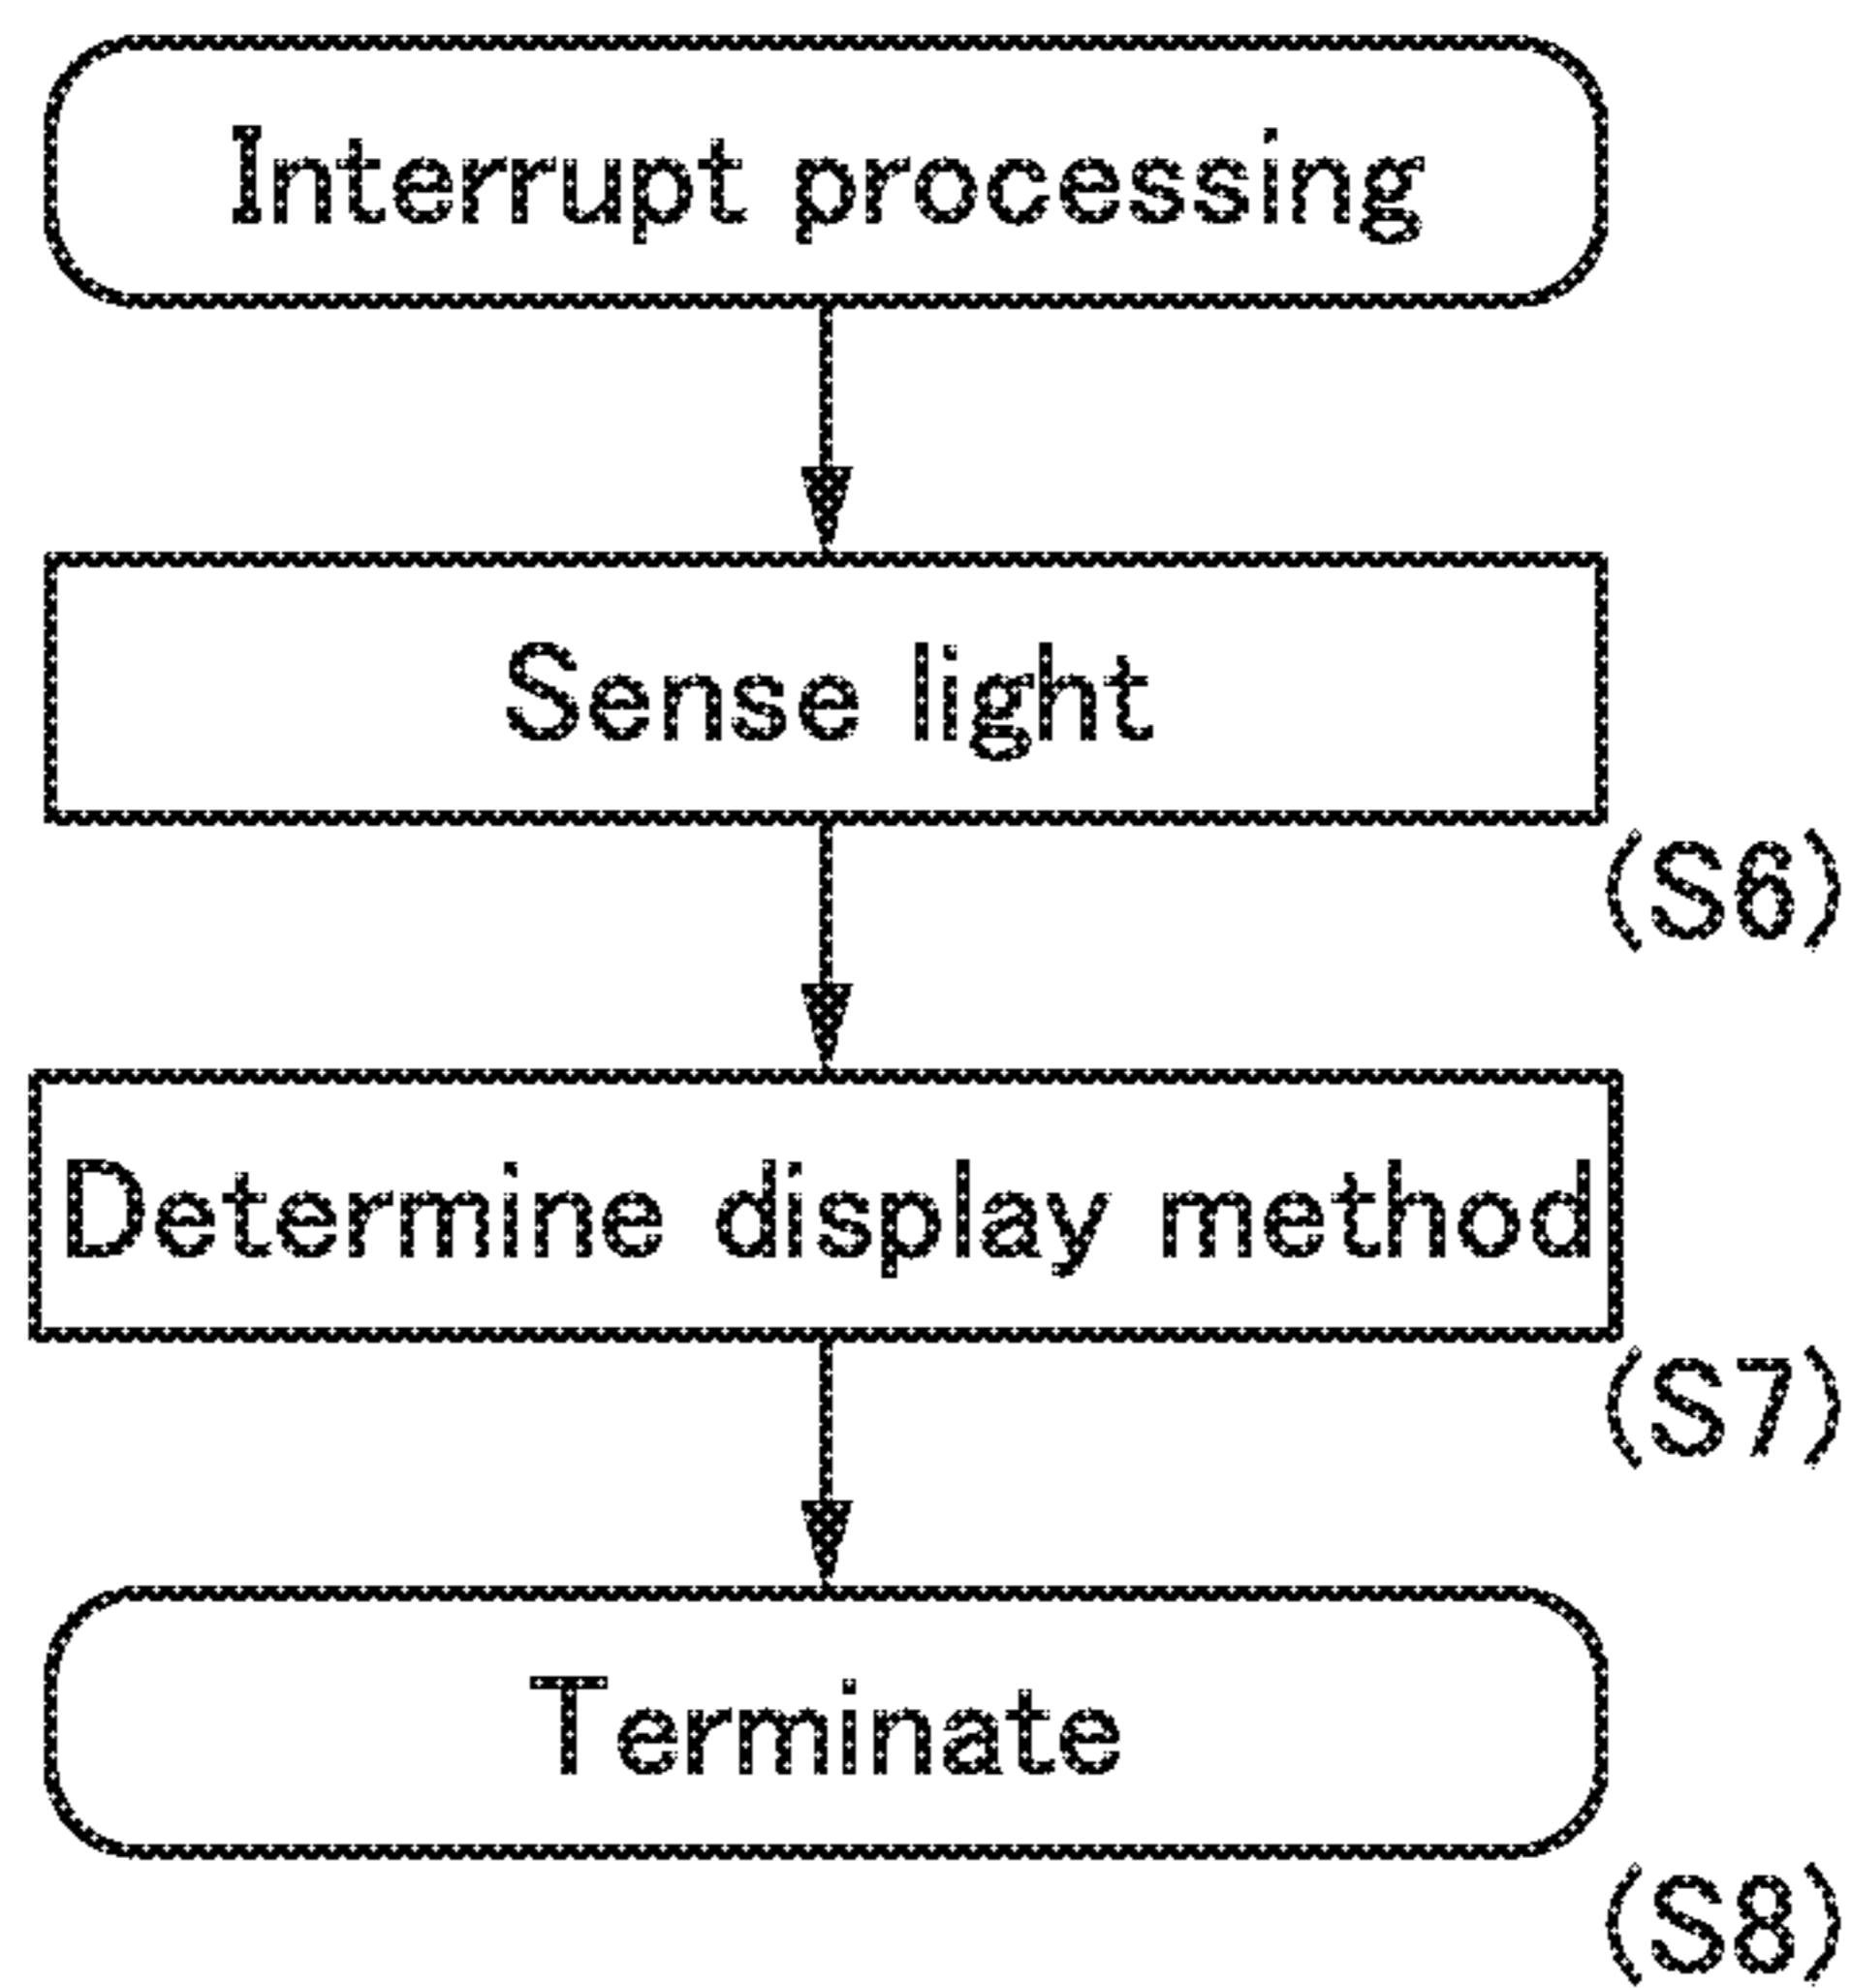 Interrupt processing
Sense light
(S6)
Determine display method
(S7)
Terminate
(S8)